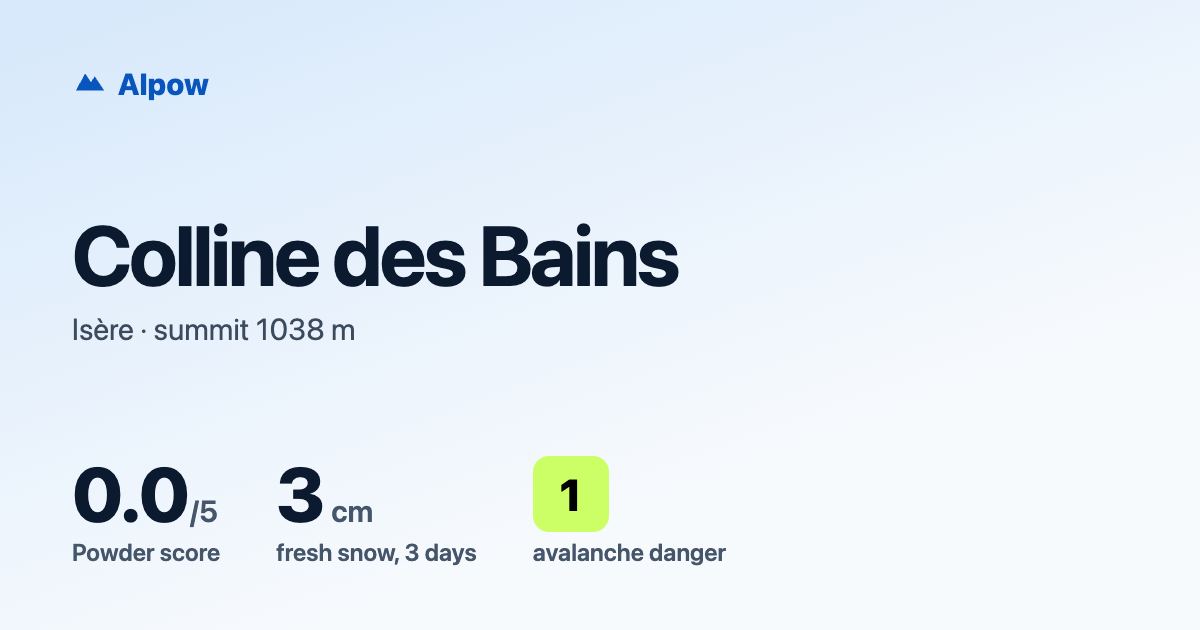 Alpow
Colline des Bains
Isère · summit 1038 m
0.0/5
Powder score
3 cm
fresh snow, 3 days
1
avalanche danger